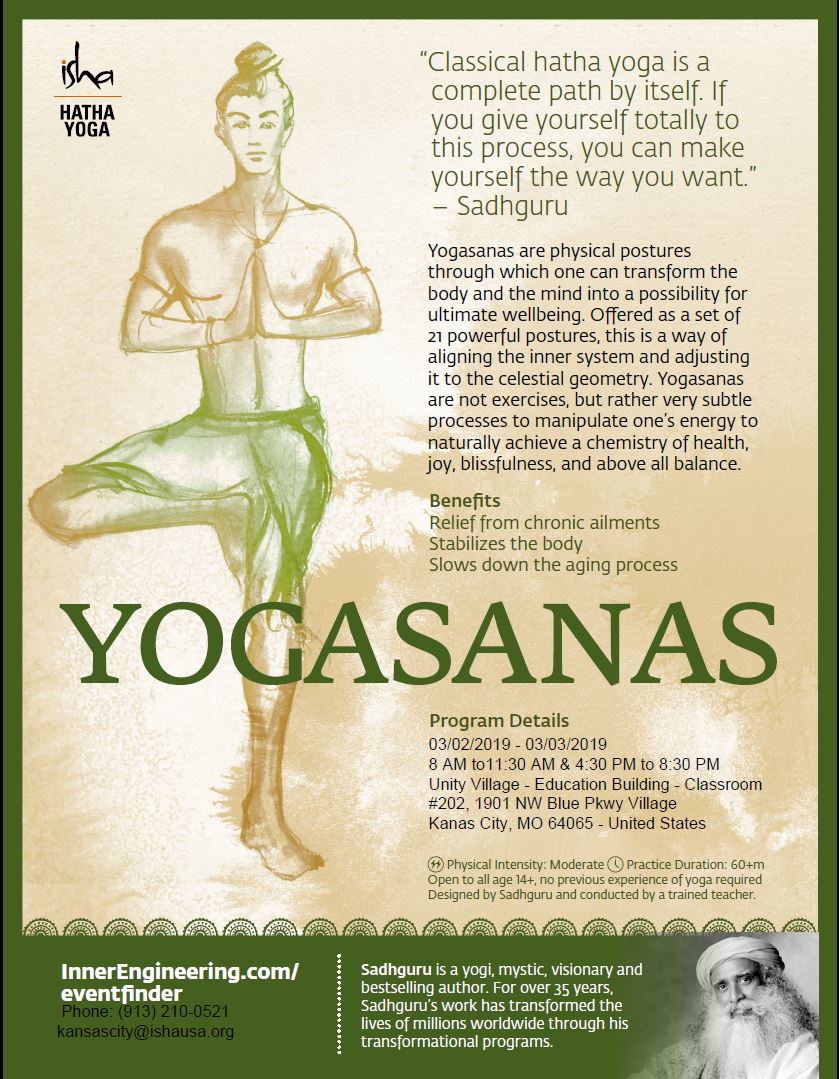 isha
HATHA
YOGA
“Classical hatha yoga is a
complete path by itself. If
you give yourself totally to
this process, you can make
yourself the way you want.”
– Sadhguru
Yogasanas are physical postures
through which one can transform the
body and the mind into a possibility for
ultimate wellbeing. Offered as a set of
21 powerful postures, this is a way of
aligning the inner system and adjusting
it to the celestial geometry. Yogasanas
are not exercises, but rather very subtle
processes to manipulate one’s energy to
naturally achieve a chemistry of health,
joy, blissfulness, and above all balance.
Benefits
Relief from chronic ailments
Stabilizes the body
Slows down the aging process
YOGASANAS
Program Details
03/02/2019 - 03/03/2019
8 AM to11:30 AM & 4:30 PM to 8:30 PM
Unity Village - Education Building - Classroom
#202, 1901 NW Blue Pkwy Village
Kanas City, MO 64065 - United States
Physical Intensity: Moderate Practice Duration: 60+m
Open to all age 14+, no previous experience of yoga required
Designed by Sadhguru and conducted by a trained teacher.
InnerEngineering.com/
eventfinder
Phone: (913) 210-0521
kansascity@ishausa.org
Sadhguru is a yogi, mystic, visionary and
bestselling author. For over 35 years,
Sadhguru's work has transformed the
lives of millions worldwide through his
transformational programs.